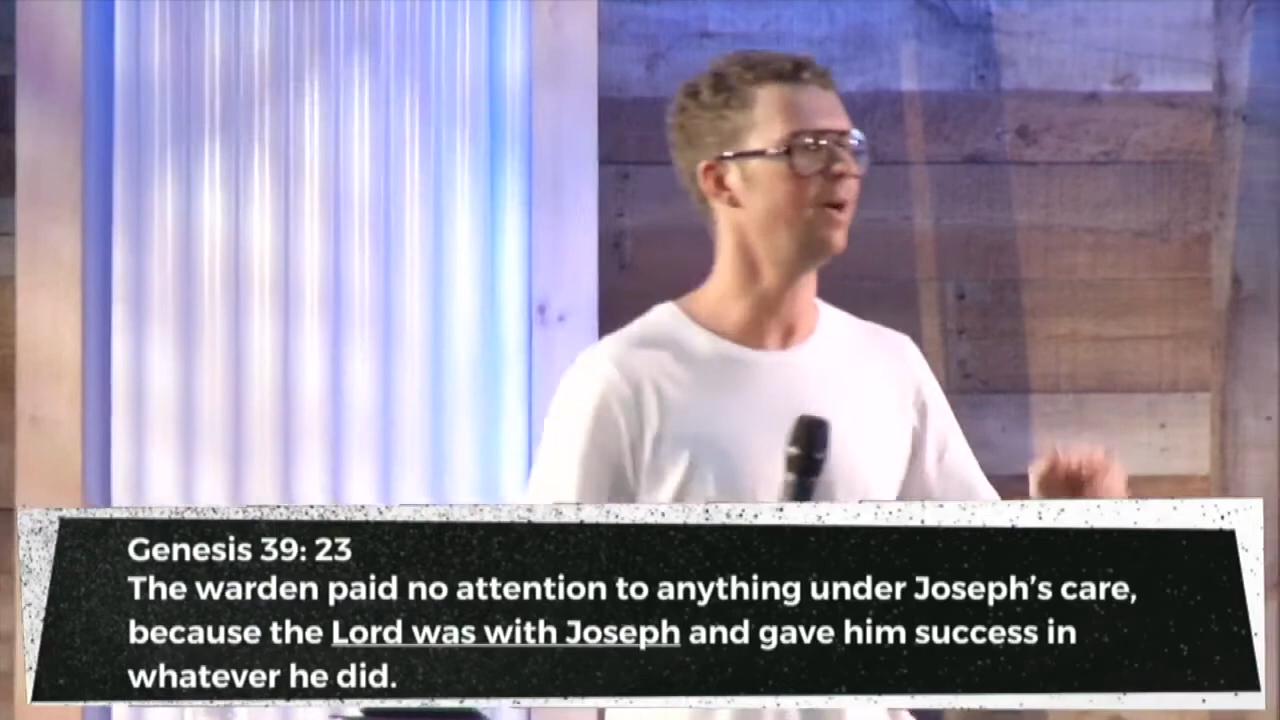 Genesis 39: 23
The warden paid no attention to anything under Joseph's care,
because the Lord was with Joseph and gave him success in
whatever he did.